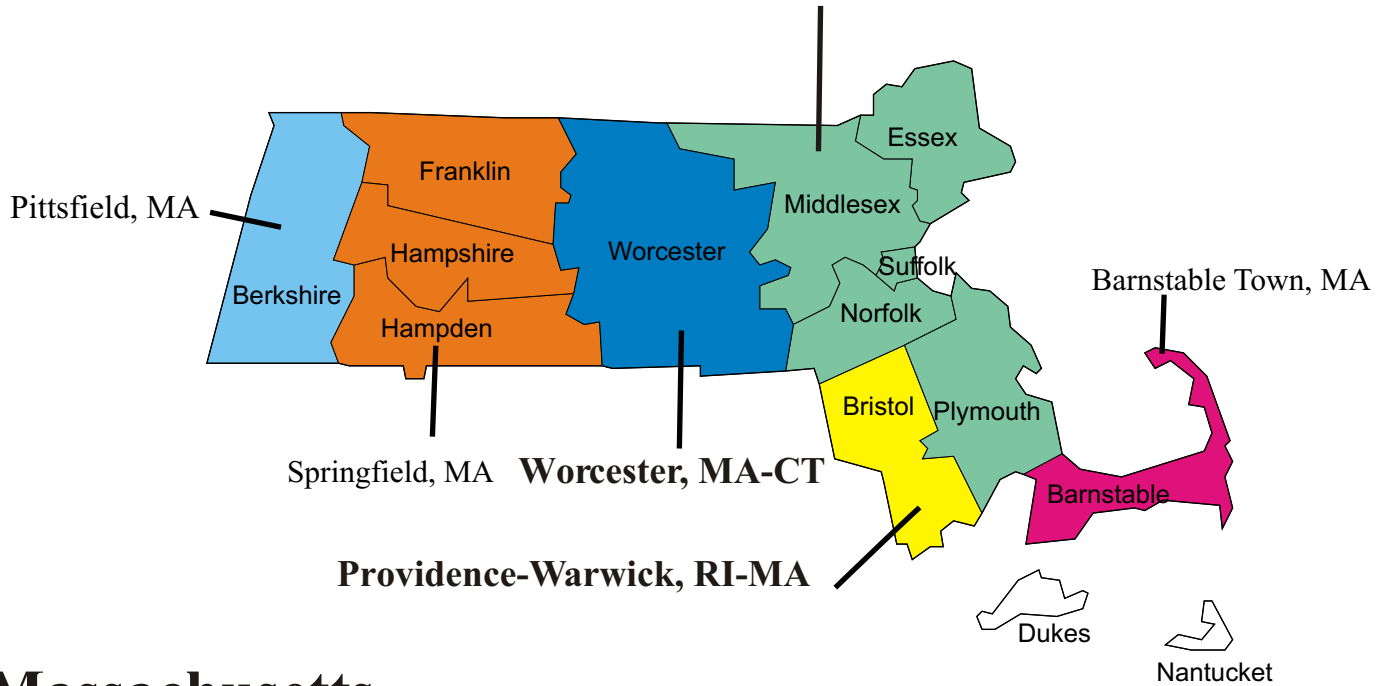 Essex
Franklin
Pittsfield, MA
Middlesex
Hampshire
Worcester
Suffolk
Barnstable Town, MA
Berkshire
Norfolk
Hampden
Bristol
Plymouth
Springfield, MA
Worcester, MA-CT
Barnstable
Providence-Warwick, RI-MA
Dukes
Nantucket
Massachusetts